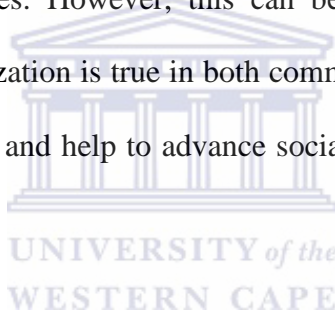 es. However, this can be
zation is true in both comm
and help to advance socia
UNIVERSITY of the
WESTERN CAPE